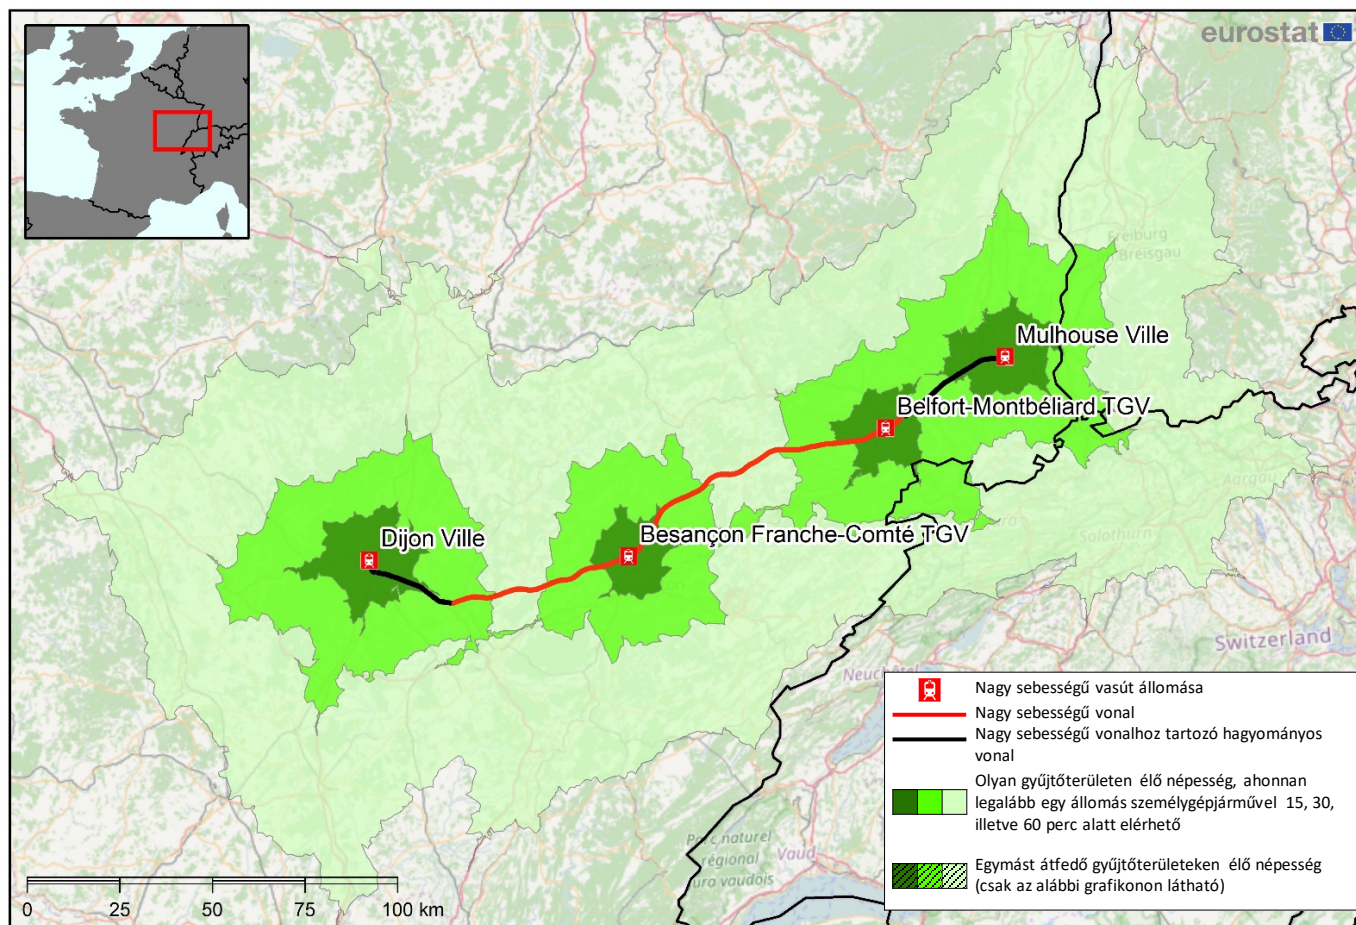 eurostat
Freiburg
Breisgau
Mulhouse Ville
Belfort-Montbéliard TGV
Dijon Ville
Besançon Franche-Comté TGV
Aargau
Solothurn
Switzerland
Neuchâtel
Parc naturel
régional
Jura vaudois
Vaud
Nagy sebességű vasút állomása
Nagy sebességű vonal
Nagy sebességű vonalhoz tartozó hagyományos
vonal
Olyan gyűjtőterületen élő népesség, ahonnan
legalább egy állomás személygépjárművel 15, 30,
illetve 60 perc alatt elérhető
Egymást átfedő gyűjtőterületeken élő népesség
(csak az alábbi grafikonon látható)
0 25 50 75 100 km